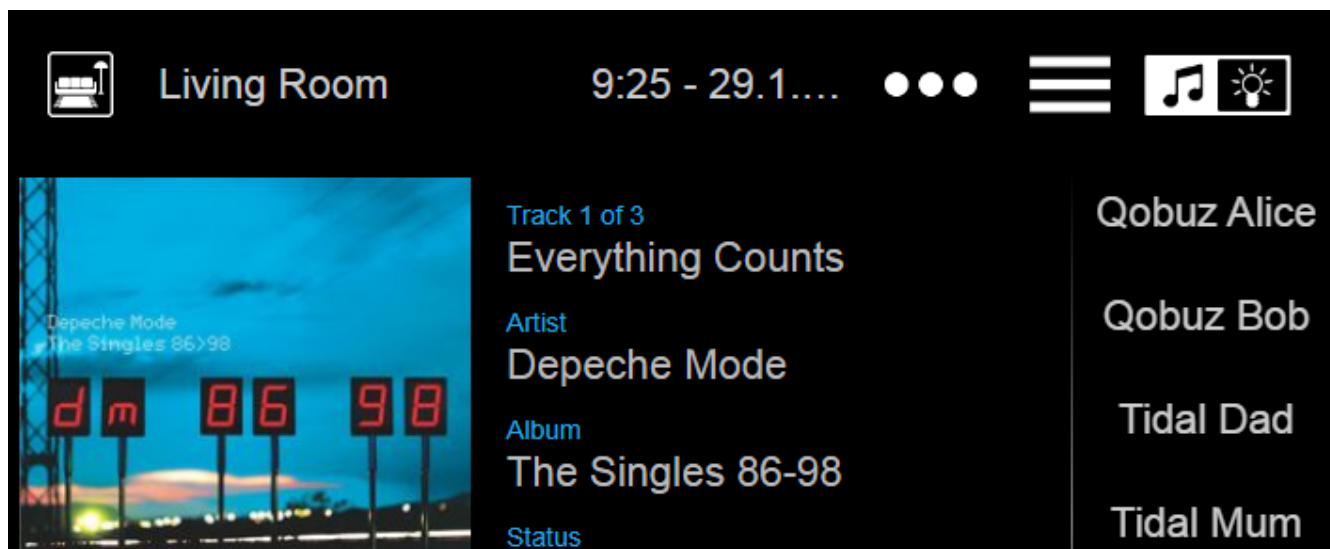 Living Room
9:25 - 29.1....
Depeche Mode
The Singles 86>98
dm 86 98
Track 1 of 3
Everything Counts
Artist
Depeche Mode
Album
The Singles 86-98
Status
Qobuz Alice
Qobuz Bob
Tidal Dad
Tidal Mum